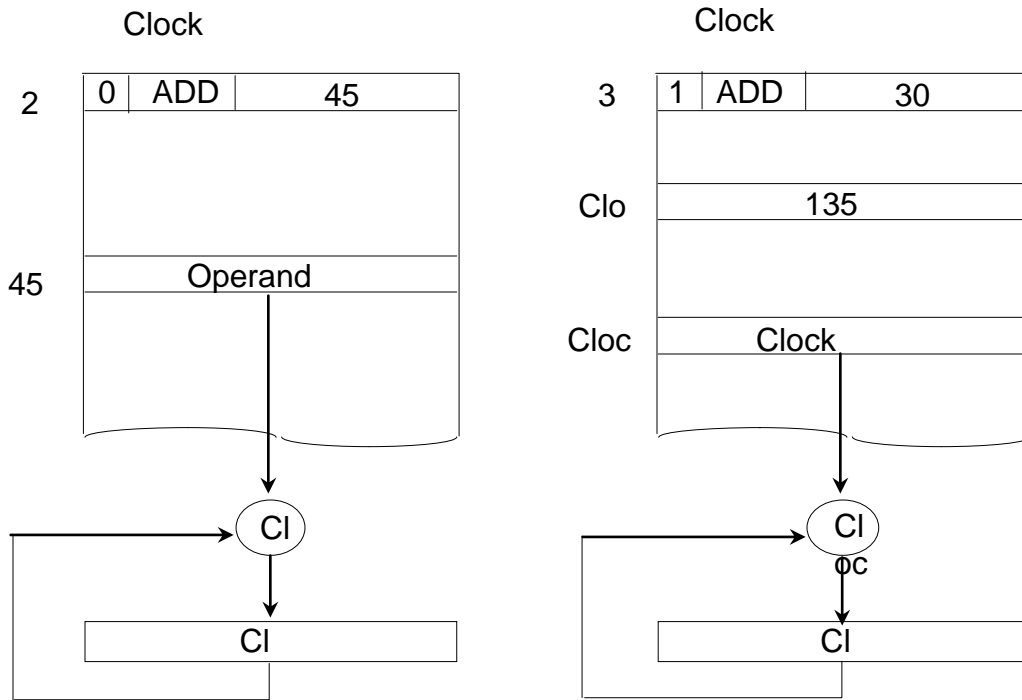 Clock
2
0 ADD 45
45
Operand
Cl
Cl
Clock
3
1 ADD 30
Clo
135
Cloc
Clock
Cl
oc
Cl